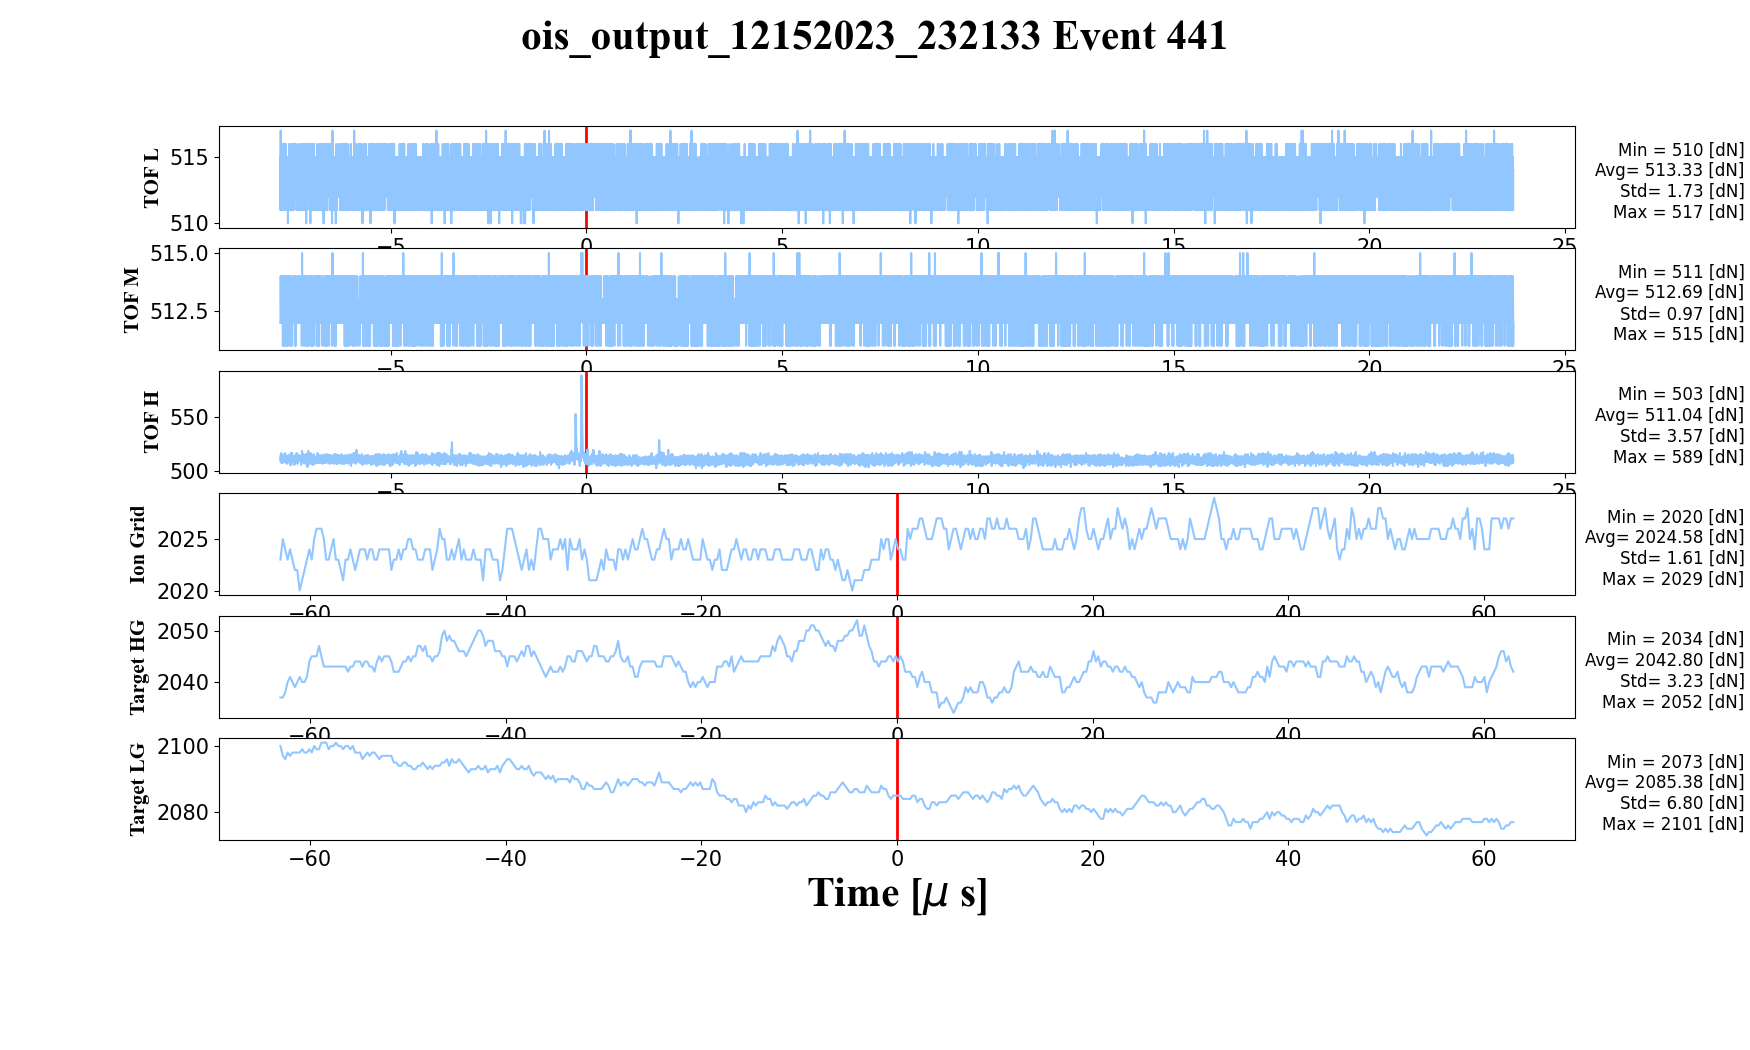 ois_output_12152023_232133 Event 441
TOF L
515
510
−5
0
5
10
15
20
25
Min = 510 [dN]
Avg= 513.33 [dN]
Std= 1.73 [dN]
Max = 517 [dN]
TOF M
515.0
512.5
−5
0
5
10
15
20
25
Min = 511 [dN]
Avg= 512.69 [dN]
Std= 0.97 [dN]
Max = 515 [dN]
TOF H
550
500
−5
0
5
10
15
20
25
Min = 503 [dN]
Avg= 511.04 [dN]
Std= 3.57 [dN]
Max = 589 [dN]
Ion Grid
2025
2020
−60
−40
−20
0
20
40
60
Min = 2020 [dN]
Avg= 2024.58 [dN]
Std= 1.61 [dN]
Max = 2029 [dN]
Target HG
2050
2040
−60
−40
−20
0
20
40
60
Min = 2034 [dN]
Avg= 2042.80 [dN]
Std= 3.23 [dN]
Max = 2052 [dN]
Target LG
2100
2080
−60
−40
−20
0
20
40
60
Min = 2073 [dN]
Avg= 2085.38 [dN]
Std= 6.80 [dN]
Max = 2101 [dN]
Time [μ s]